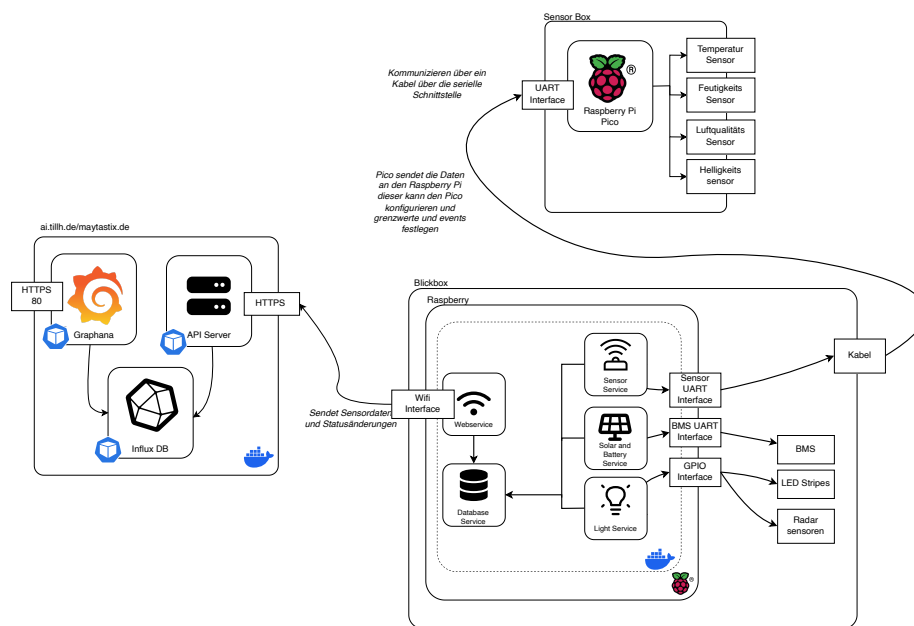 Sensor Box
Kommunizieren über ein
Kabel über die serielle
Schnittstelle
UART
Interface
Raspberry Pi
Pico
®
Temperatur
Sensor
Feutigkeits
Sensor
Luftqualitäts
Sensor
Helligkeits
sensor
Pico sendet die Daten
an den Raspberry Pi
dieser kann den Pico
konfigurieren und
grenzwerte und events
festlegen
ai.tillh.de/maytastix.de
HTTPS
80
Graphana
API Server
HTTPS
Influx DB
Sendet Sensordaten
und Statusänderungen
Blickbox
Raspberry
Wifi
Interface
Webservice
Database
Service
Sensor
Service
Solar and
Battery
Service
Light Service
Sensor
UART
Interface
BMS UART
Interface
GPIO
Interface
Kabel
BMS
LED Stripes
Radar
sensoren
®